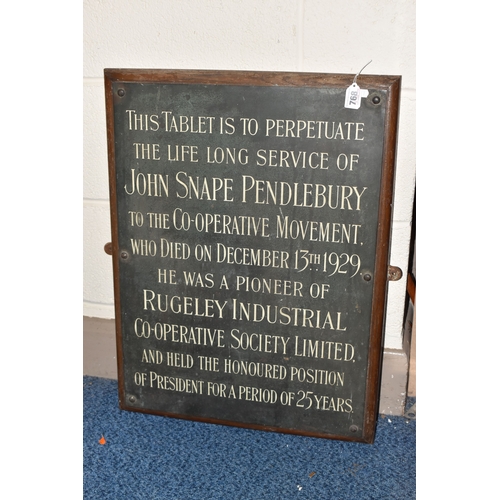 768
THIS TABLET IS TO PERPETUATE
THE LIFE LONG SERVICE OF
JOHN SNAPE PENDLEBURY
TO THE CO-OPERATIVE MOVEMENT.
WHO DIED ON DECEMBER 13TH 1929.
HE WAS A PIONEER OF
RUGELEY INDUSTRIAL
CO-OPERATIVE SOCIETY LIMITED,
AND HELD THE HONOURED POSITION
OF PRESIDENT FOR A PERIOD OF 25 YEARS.